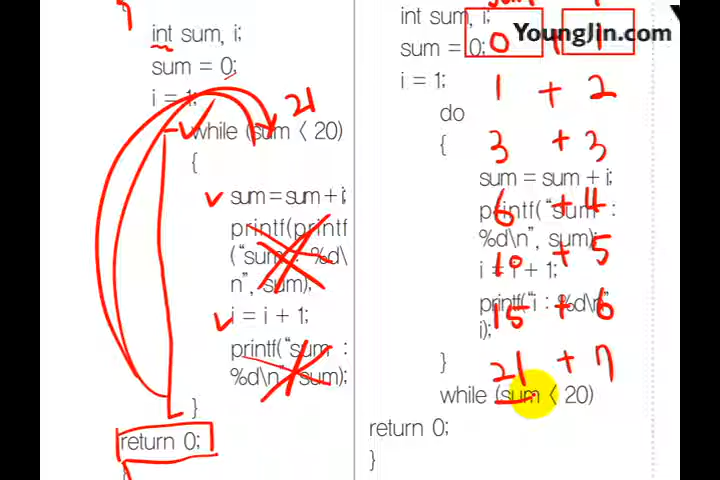 int sum, i;
sum = 0;
i = 1;
21
while (sum < 20)
{
sum=sum+i;
printf(printf
("sum : %d\
n", sum);
i = i + 1;
printf("sum :
%d\n", sum);
}
return 0;
}
int sum, i;
YoungJin.com
sum = 0;
0 + 1
i = 1;
1 + 2
do
{
3 + 3
sum = sum + i;
6 + 4
printf("sum :
%d\n", sum);
10 + 5
i = i + 1;
printf("i : %d\n"
i);
15 + 6
}
21 + 7
while (sum < 20)
return 0;
}